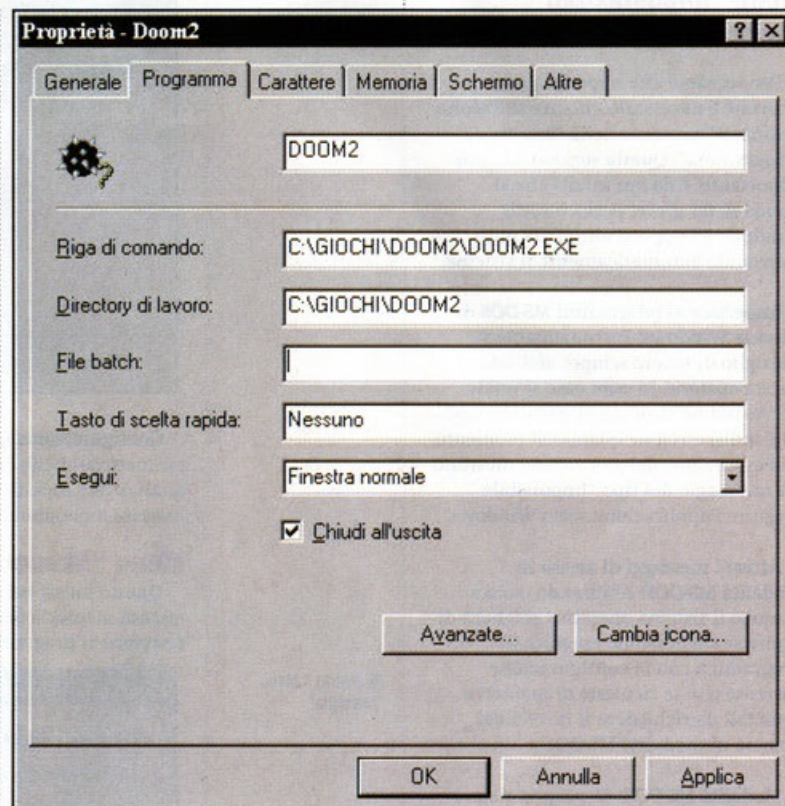 Proprietà - Doom2
Generale Programma Carattere Memoria Schermo Altre
DOOM2
Riga di comando: C:\GIOCHI\DOOM2\DOOM2.EXE
Directory di lavoro: C:\GIOCHI\DOOM2
File batch:
Tasto di scelta rapida: Nessuno
Esegui: Finestra normale
Chiudi all'uscita
Avanzate... Cambia icona...
OK Annulla Applica